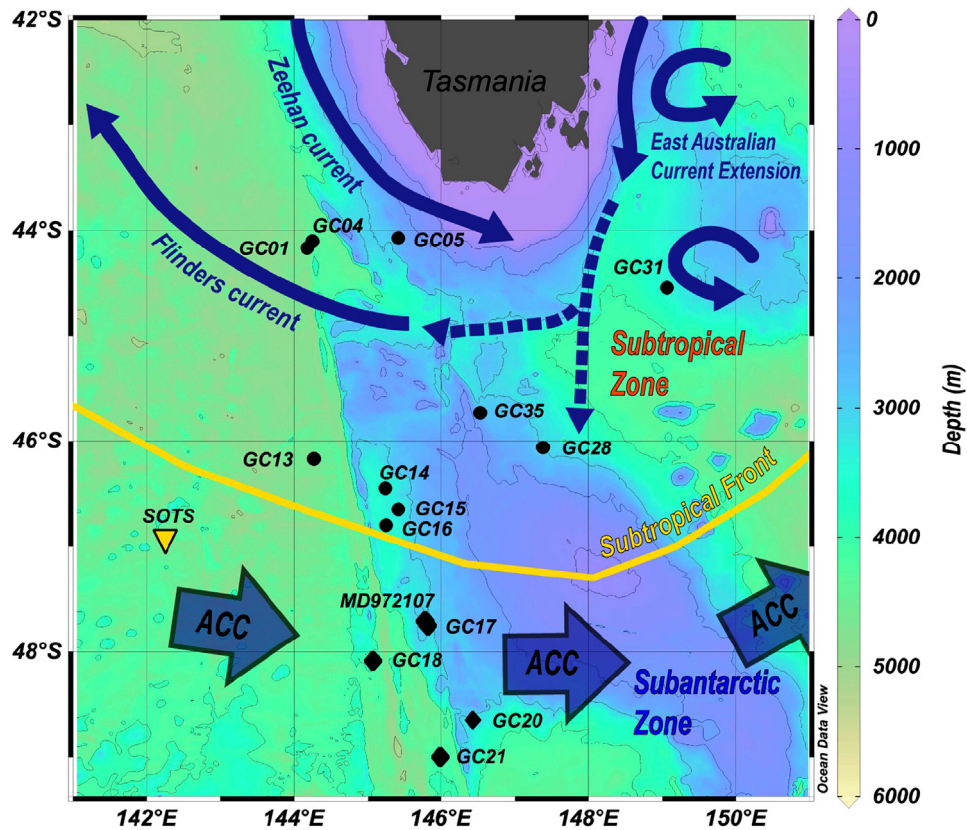 42°S
44°S
46°S
48°S
142°E
144°E
146°E
148°E
150°E
Tasmania
Zeehan current
East Australian
Current Extension
Flinders current
GC04
GC01
GC05
GC31
Subtropical
Zone
GC35
GC28
GC13
GC14
GC15
GC16
SOTS
Subtropical Front
MD972107
GC17
GC18
ACC
ACC
ACC
Subantarctic
Zone
GC20
GC21
Ocean Data View
0
1000
2000
3000
4000
5000
6000
Depth (m)